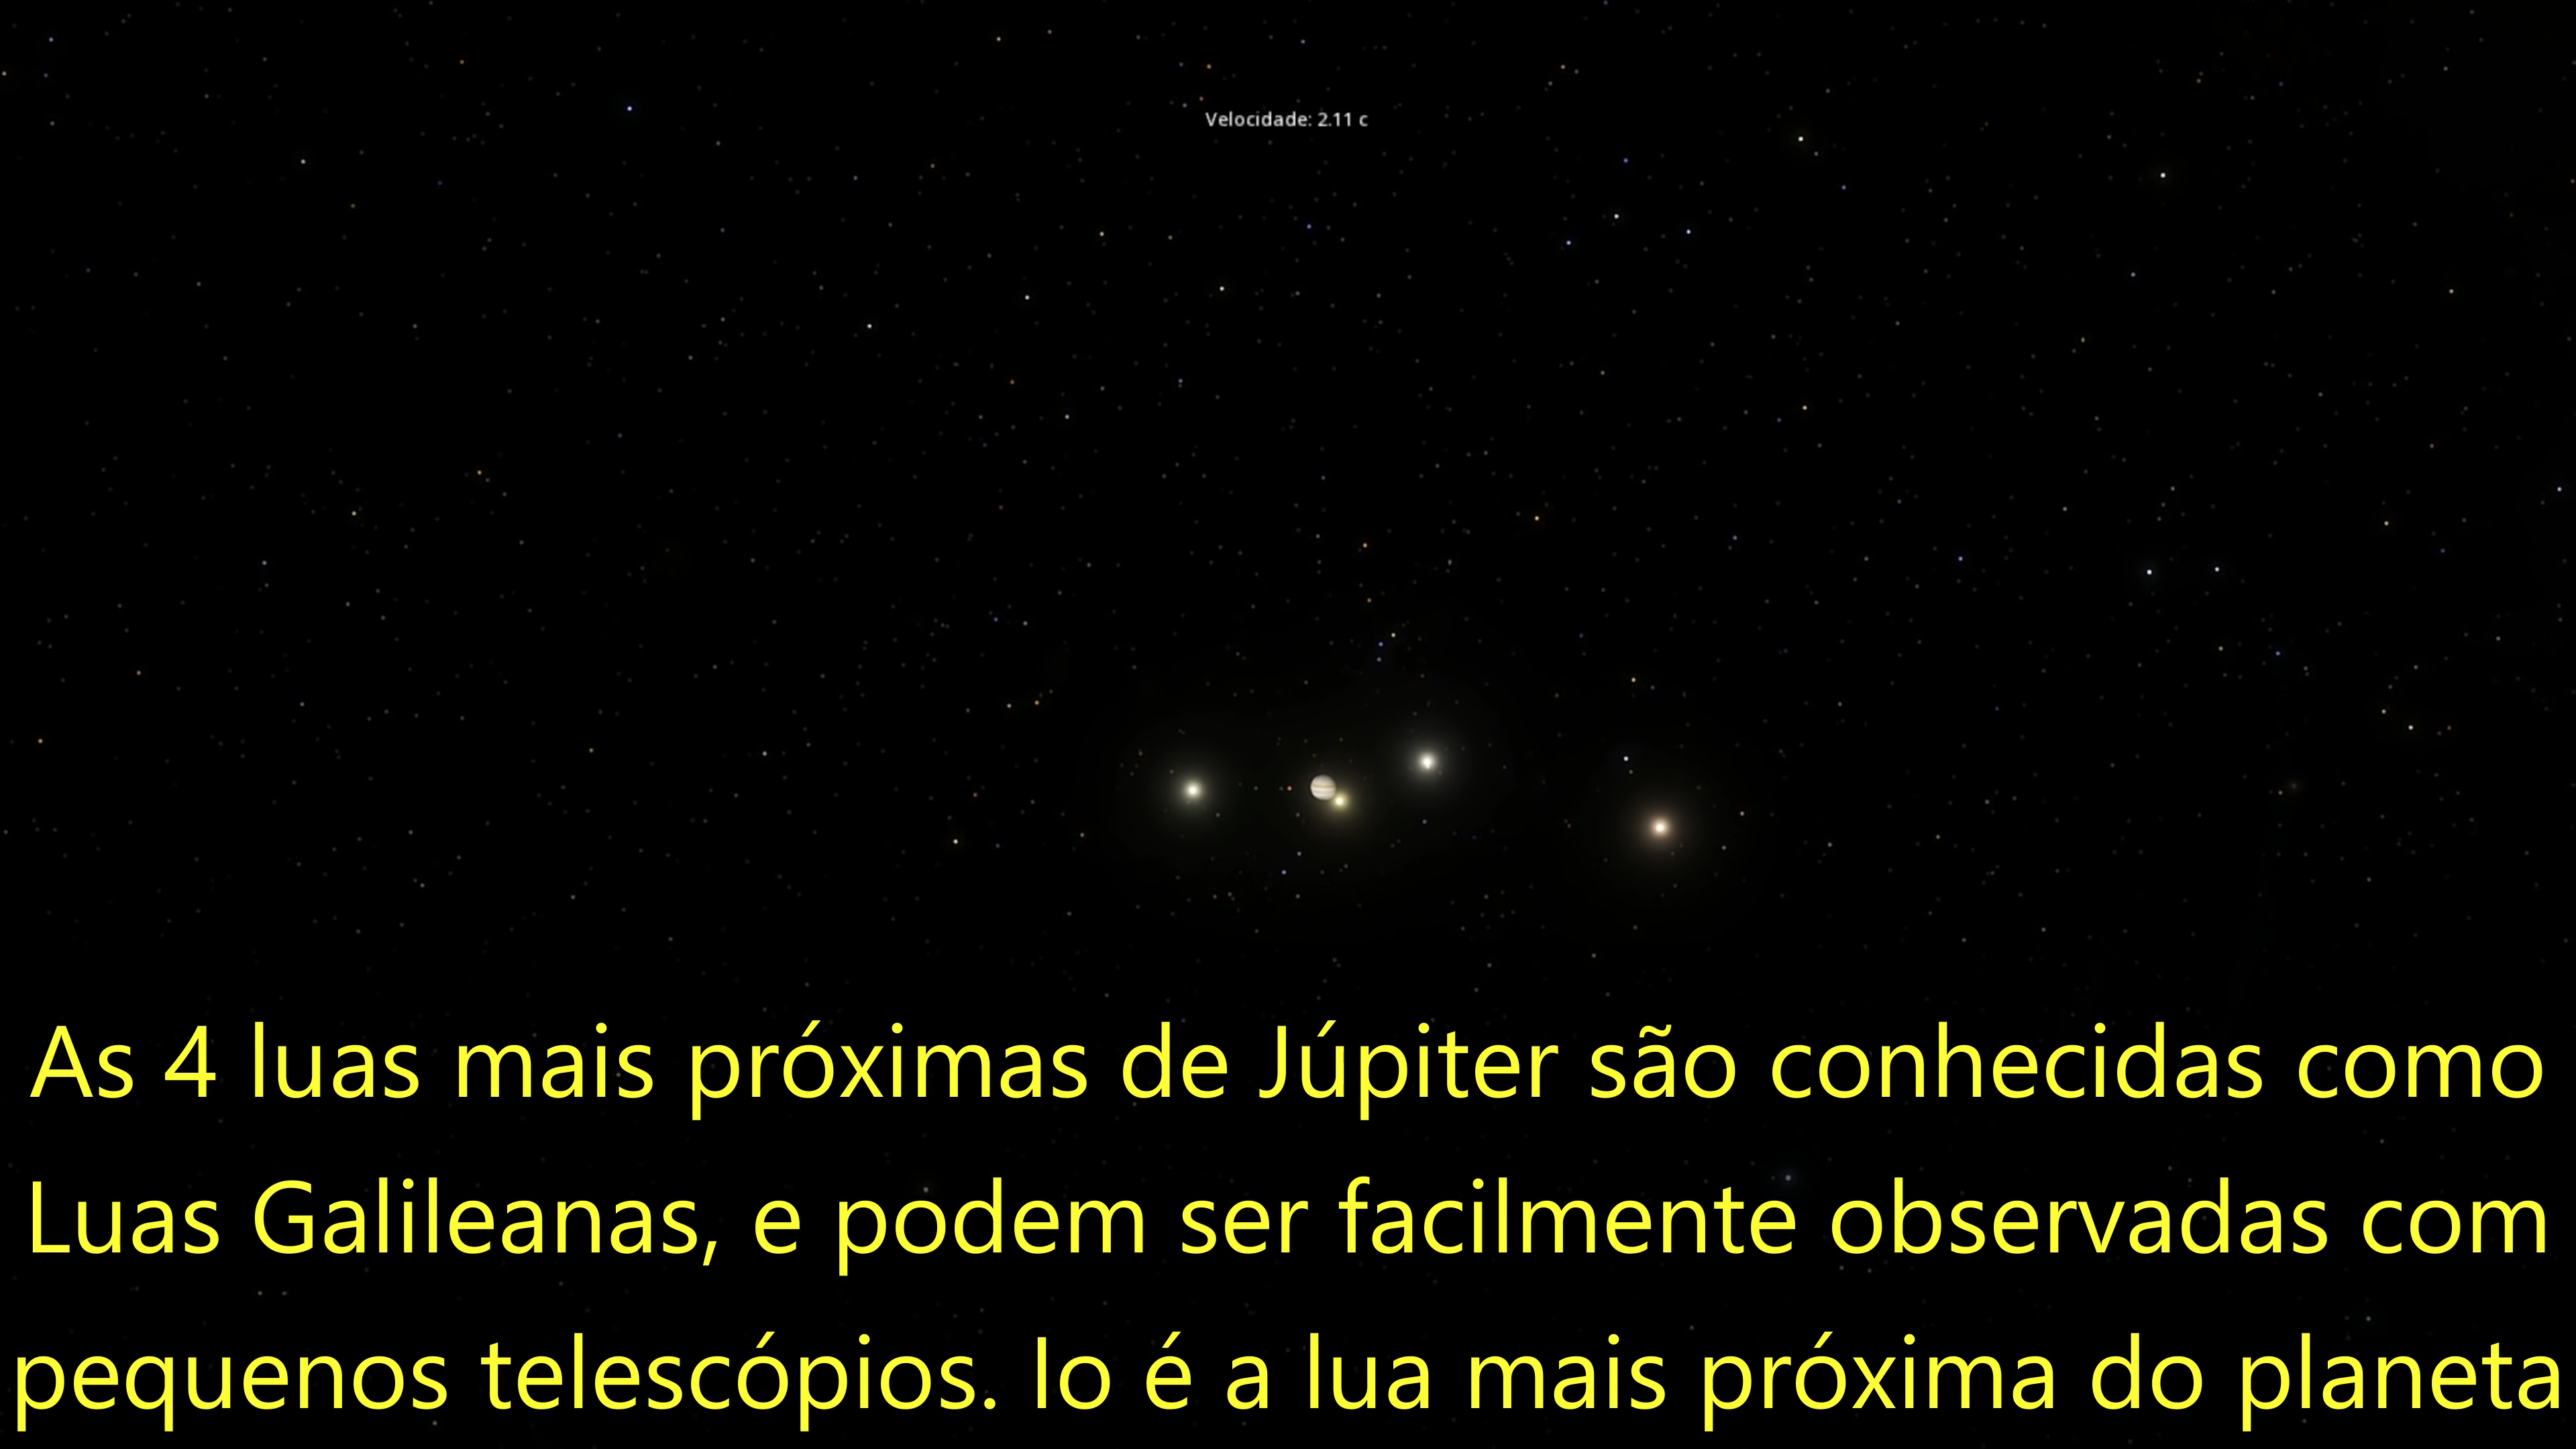 Velocidade: 2.11 c
As 4 luas mais próximas de Júpiter são conhecidas como
Luas Galileanas, e podem ser facilmente observadas com
pequenos telescópios. Io é a lua mais próxima do planeta